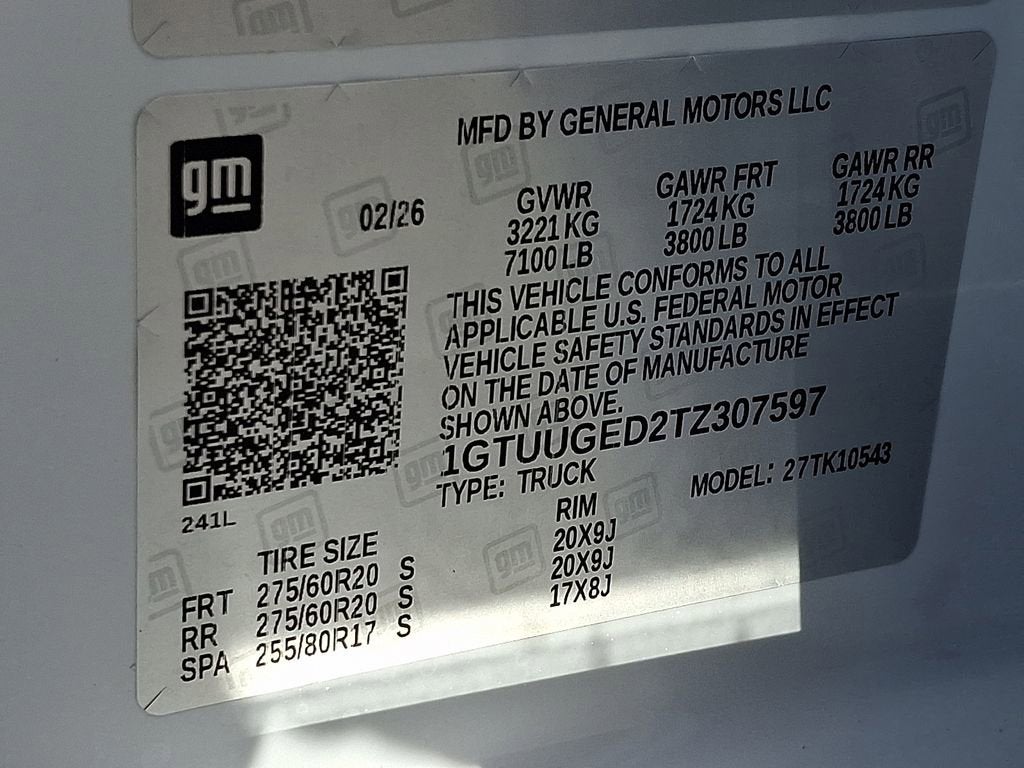 gm
MFD BY GENERAL MOTORS LLC
02/26
GVWR GAWR FRT GAWR RR
3221 KG 1724 KG 1724 KG
7100 LB 3800 LB 3800 LB
THIS VEHICLE CONFORMS TO ALL
APPLICABLE U.S. FEDERAL MOTOR
VEHICLE SAFETY STANDARDS IN EFFECT
ON THE DATE OF MANUFACTURE
SHOWN ABOVE.
1GTUUGED2TZ307597
TYPE: TRUCK MODEL: 27TK10543
241L
TIRE SIZE RIM
FRT 275/60R20 S 20X9J
RR 275/60R20 S 20X9J
SPA 255/80R17 S 17X8J